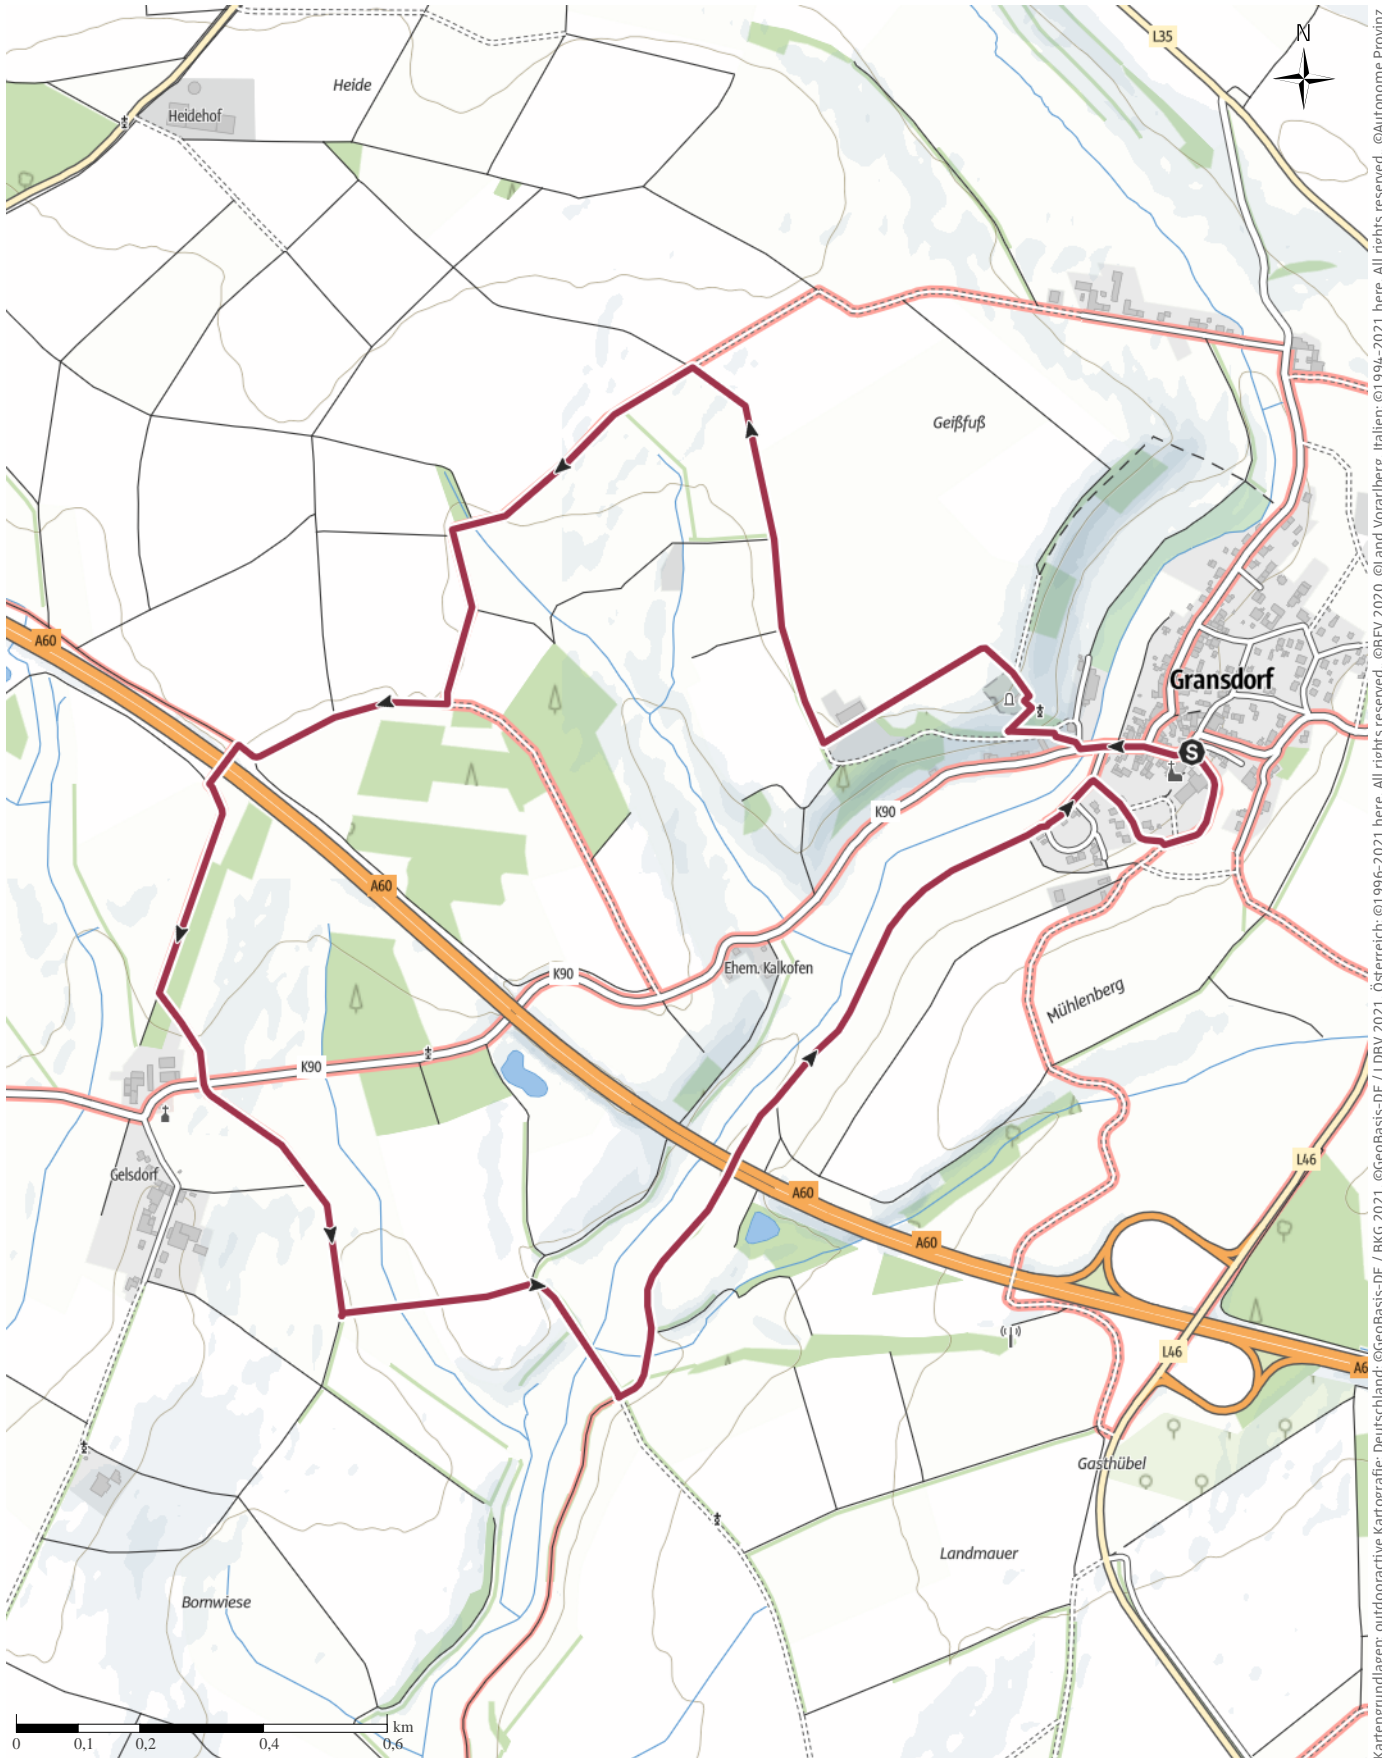 N
L35
Heide
Heidehof
Geißfuß
A60
Gransdorf
S
K90
A60
Ehem. Kalkofen
K90
Mühlenberg
K90
L46
Gelsdorf
A60
A60
L46
A6
Gasthübel
Landmauer
Bornwiese
km
0 0,1 0,2 0,4 0,6
Kartengrundlagen: outdooractive Kartografie; Deutschland: ©GeoBasis-DE / BKG 2021, ©GeoBasis-DE / LDBV 2021, Österreich: ©1996-2021 here. All rights reserved., ©BEV 2020, ©Land Vorarlberg, Italien: ©1994-2021 here. All rights reserved., ©Autonome Provinz